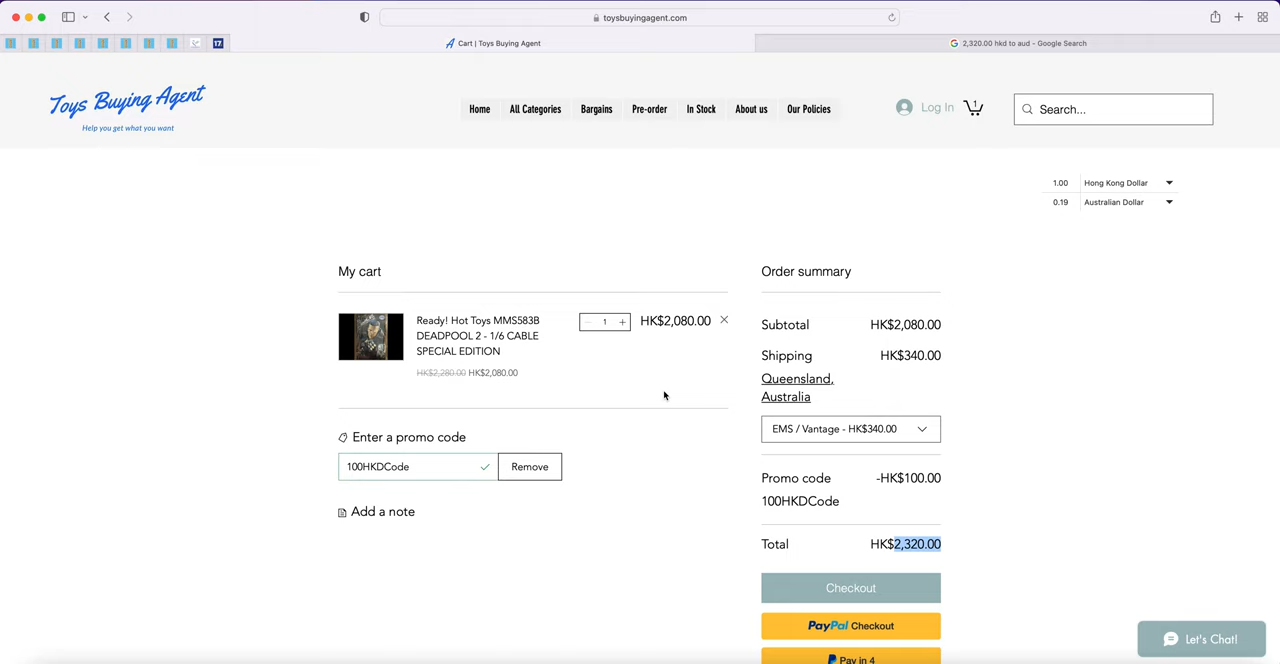 toysbuyingagent.com
17
Cart | Toys Buying Agent
2,320.00 hkd to aud - Google Search
Toys Buying Agent
Help you get what you want
Home All Categories Bargains Pre-order In Stock About us Our Policies
Log In 1
Search...
1.00 Hong Kong Dollar
0.19 Australian Dollar
My cart
Ready! Hot Toys MMS583B
DEADPOOL 2 - 1/6 CABLE
SPECIAL EDITION
HK$2,280.00 HK$2,080.00
- 1 +
HK$2,080.00
Enter a promo code
100HKDCode Remove
Add a note
Order summary
Subtotal HK$2,080.00
Shipping HK$340.00
Queensland,
Australia
EMS / Vantage - HK$340.00
Promo code -HK$100.00
100HKDCode
Total HK$2,320.00
Checkout
PayPal Checkout
Pay in 4
Let's Chat!